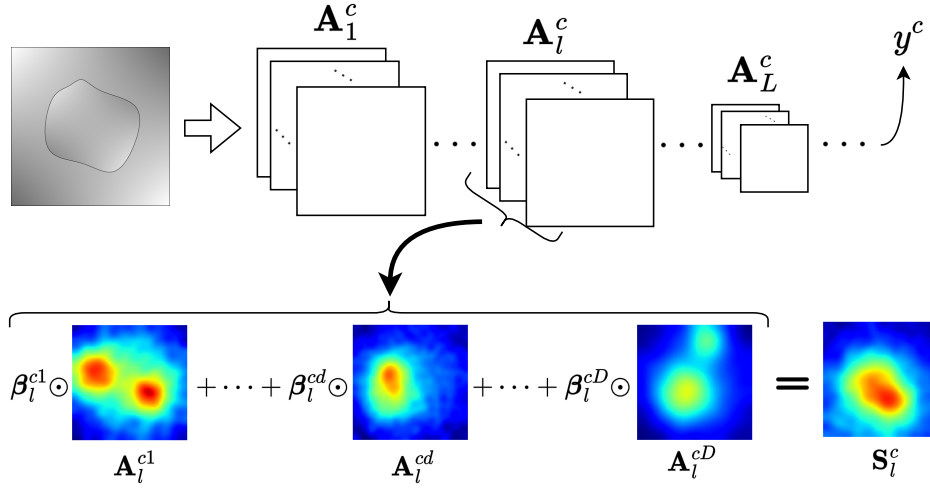 A_1^c
A_l^c
A_L^c
y^c
. . .
. . .
. . .
β_l^{c1} ⊙ + ··· + β_l^{cd} ⊙ + ··· + β_l^{cD} ⊙ =
A_l^{c1}
A_l^{cd}
A_l^{cD}
S_l^c